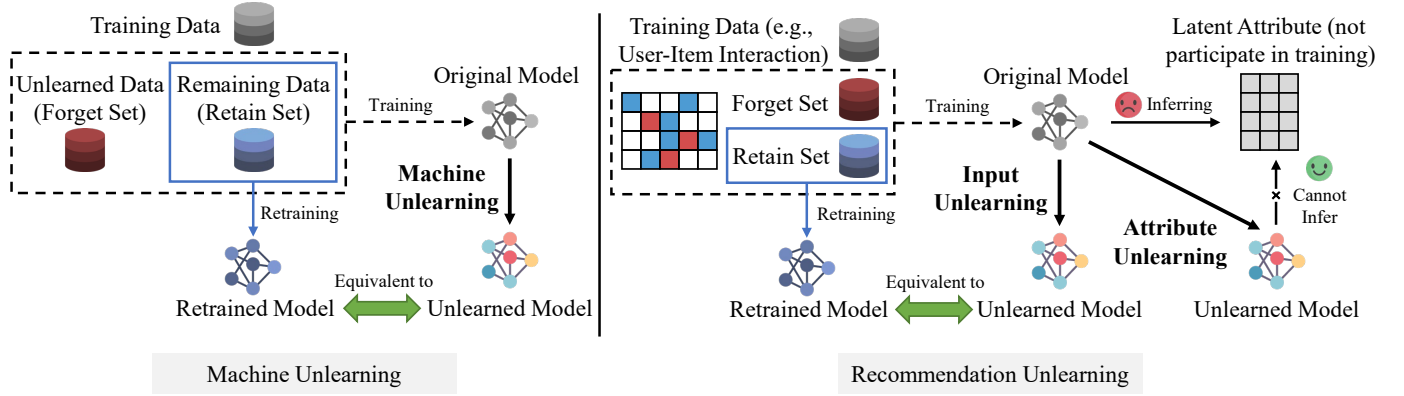 Training Data
Unlearned Data
(Forget Set)
Remaining Data
(Retain Set)
Training
Original Model
Machine
Unlearning
Retraining
Equivalent to
Retrained Model
Unlearned Model
Machine Unlearning
Training Data (e.g.,
User-Item Interaction)
Forget Set
Retain Set
Training
Original Model
Inferring
Latent Attribute (not
participate in training)
Cannot
Infer
Input
Unlearning
Attribute
Unlearning
Retraining
Equivalent to
Retrained Model
Unlearned Model
Unlearned Model
Recommendation Unlearning